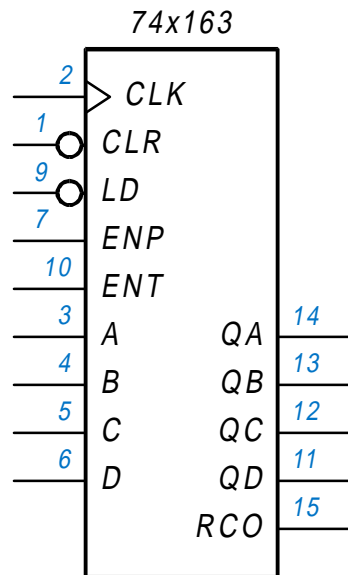 74x163
2 CLK
1 CLR
9 LD
7 ENP
10 ENT
3 A QA 14
4 B QB 13
5 C QC 12
6 D QD 11
RCO 15